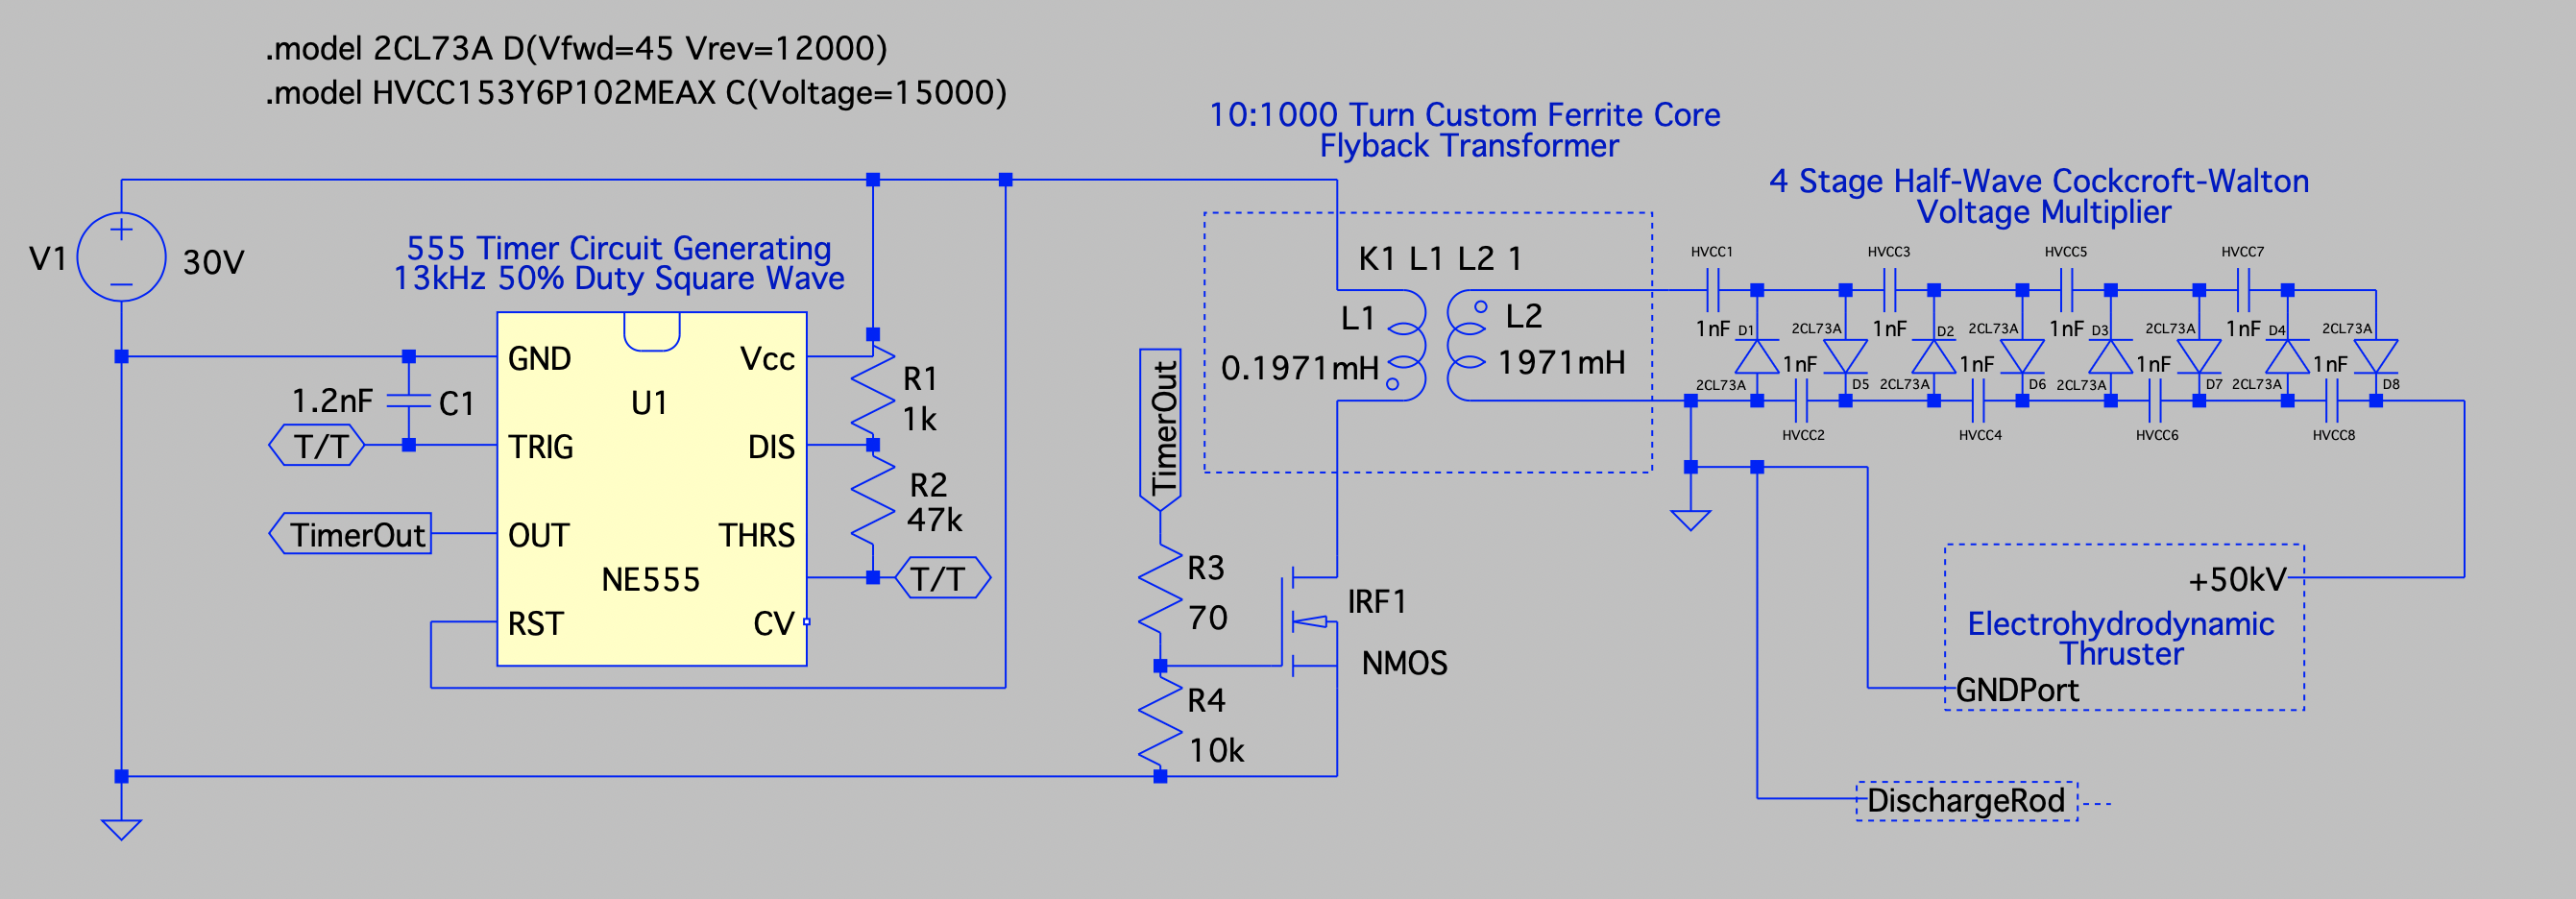 .model 2CL73A D(Vfwd=45 Vrev=12000)
.model HVCC153Y6P102MEAX C(Voltage=15000)
10:1000 Turn Custom Ferrite Core
Flyback Transformer
4 Stage Half-Wave Cockcroft-Walton
Voltage Multiplier
V1
30V
555 Timer Circuit Generating
13kHz 50% Duty Square Wave
GND
Vcc
U1
TRIG
DIS
OUT
THRS
NE555
RST
CV
1.2nF
C1
T/T
TimerOut
R1
1k
R2
47k
T/T
TimerOut
R3
70
R4
10k
IRF1
NMOS
K1 L1 L2 1
L1
0.1971mH
L2
1971mH
HVCC1
HVCC3
HVCC5
HVCC7
1nF
D1
2CL73A
1nF
D2
2CL73A
1nF
D3
2CL73A
1nF
D4
2CL73A
1nF
1nF
1nF
1nF
2CL73A
D5
2CL73A
D6
2CL73A
D7
2CL73A
D8
HVCC2
HVCC4
HVCC6
HVCC8
+50kV
Electrohydrodynamic
Thruster
GNDPort
DischargeRod